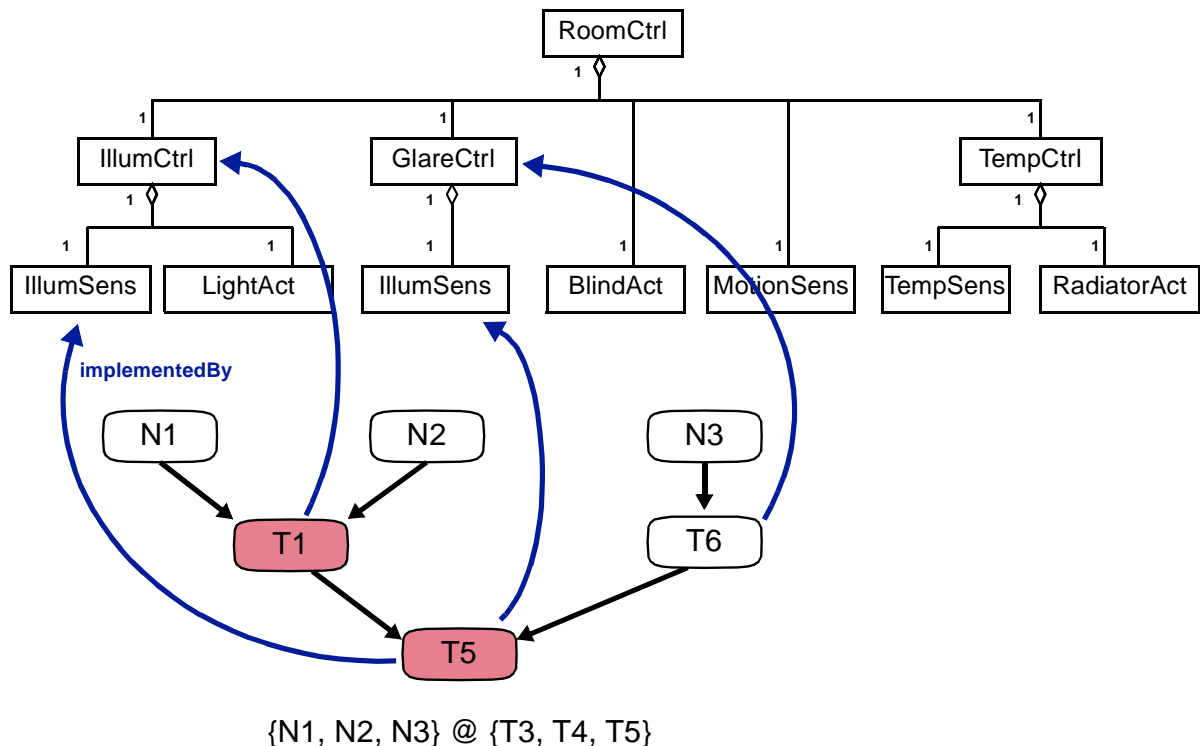 RoomCtrl
1
1 1 1
IllumCtrl GlareCtrl TempCtrl
1 1 1
1 1 1 1 1 1 1
IllumSens LightAct IllumSens BlindAct MotionSens TempSens RadiatorAct
implementedBy
N1 N2 N3
T1 T6
T5
{N1, N2, N3} @ {T3, T4, T5}